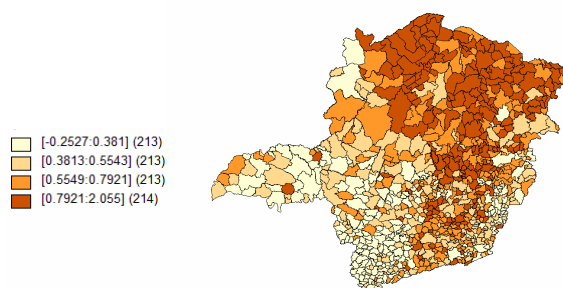 [-0.2527:0.381] (213)
[0.3813:0.5543] (213)
[0.5549:0.7921] (213)
[0.7921:2.055] (214)